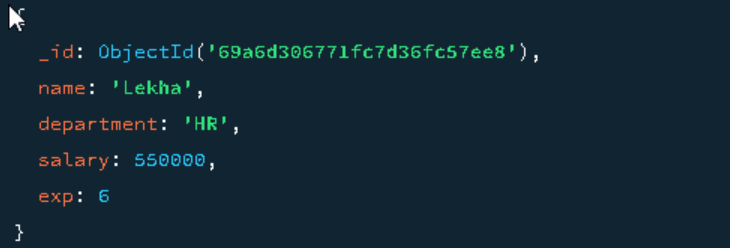 {
_id: ObjectId('69a6d306771fc7d36fc57ee8'),
name: 'Lekha',
department: 'HR',
salary: 550000,
exp: 6
}